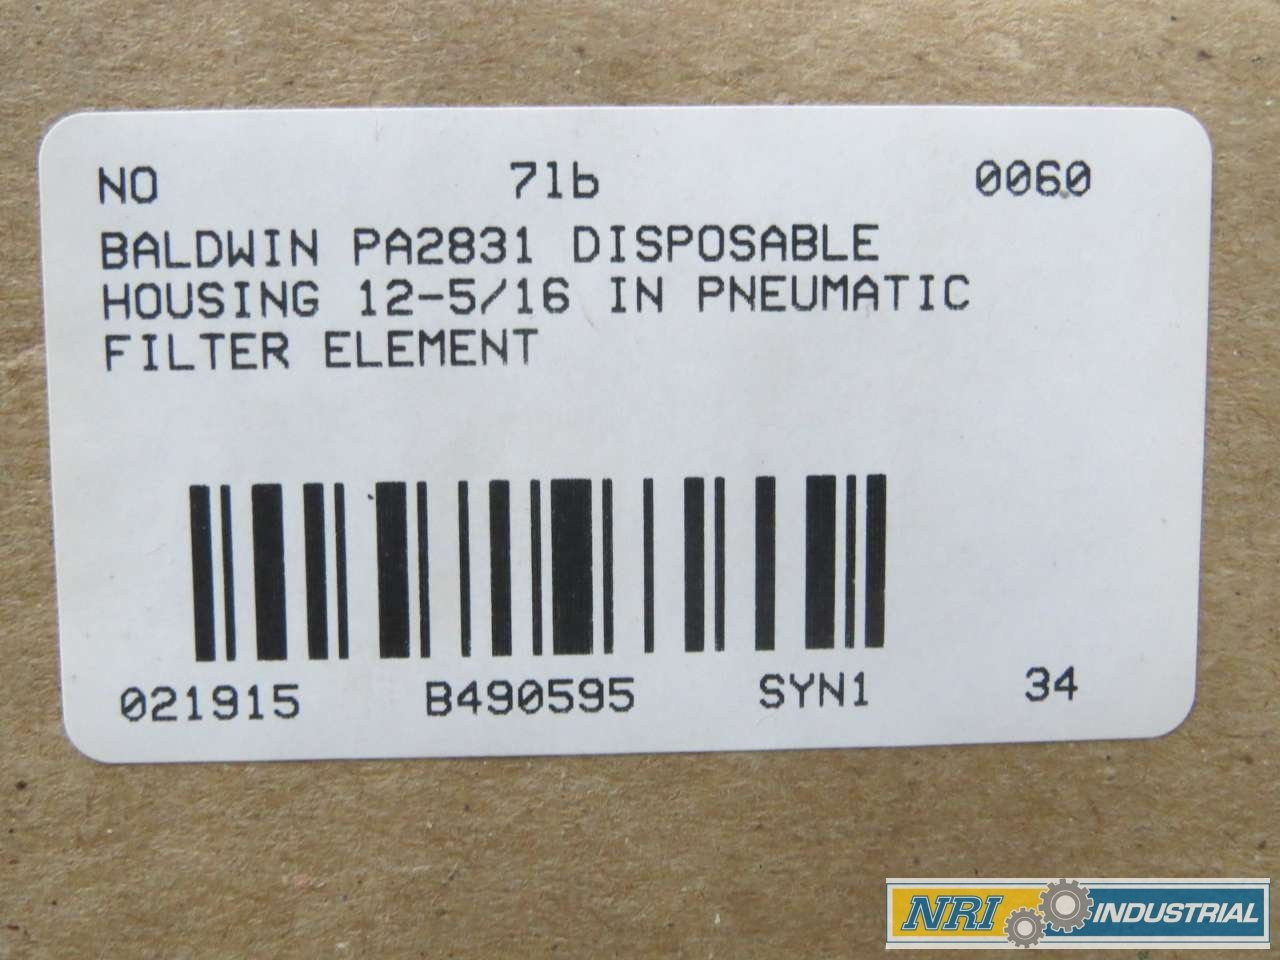 NO 7lb 0060
BALDWIN PA2831 DISPOSABLE
HOUSING 12-5/16 IN PNEUMATIC
FILTER ELEMENT
021915 B490595 SYN1 34
NRI INDUSTRIAL